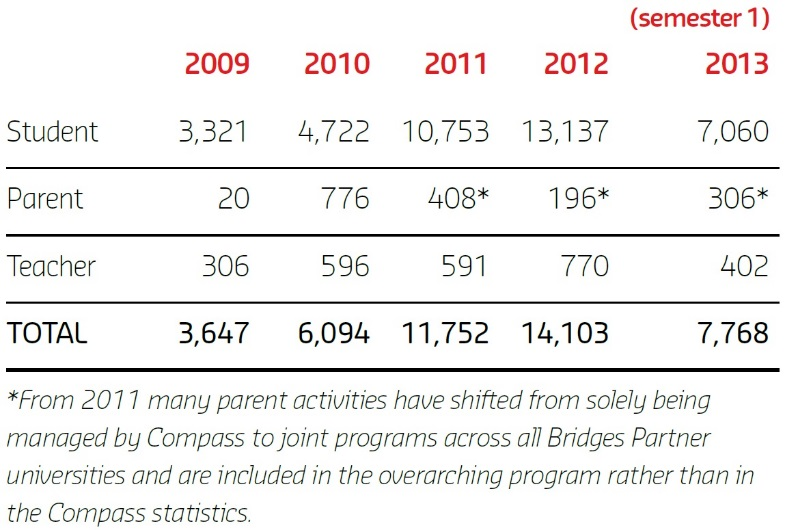 (semester 1)
2009 2010 2011 2012 2013
Student 3,321 4,722 10,753 13,137 7,060
Parent 20 776 408* 196* 306*
Teacher 306 596 591 770 402
TOTAL 3,647 6,094 11,752 14,103 7,768
*From 2011 many parent activities have shifted from solely being
managed by Compass to joint programs across all Bridges Partner
universities and are included in the overarching program rather than in
the Compass statistics.